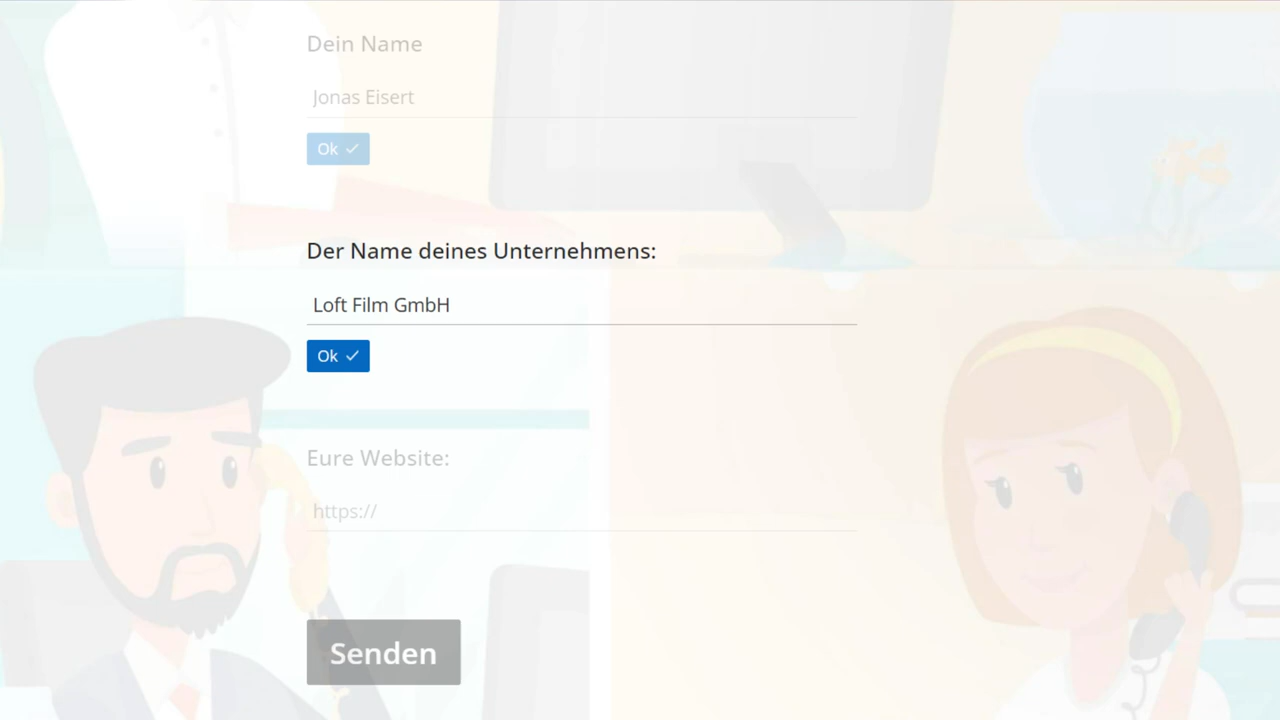 Dein Name
Jonas Eisert
Ok
Der Name deines Unternehmens:
Loft Film GmbH
Ok
Eure Website:
https://
Senden